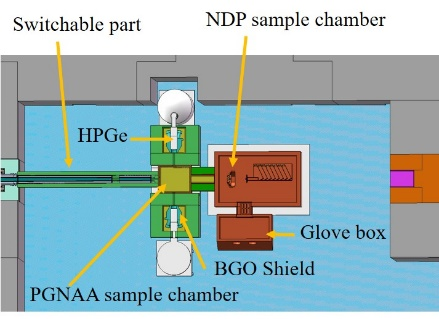 Switchable part
NDP sample chamber
HPGe
Glove box
BGO Shield
PGNAA sample chamber